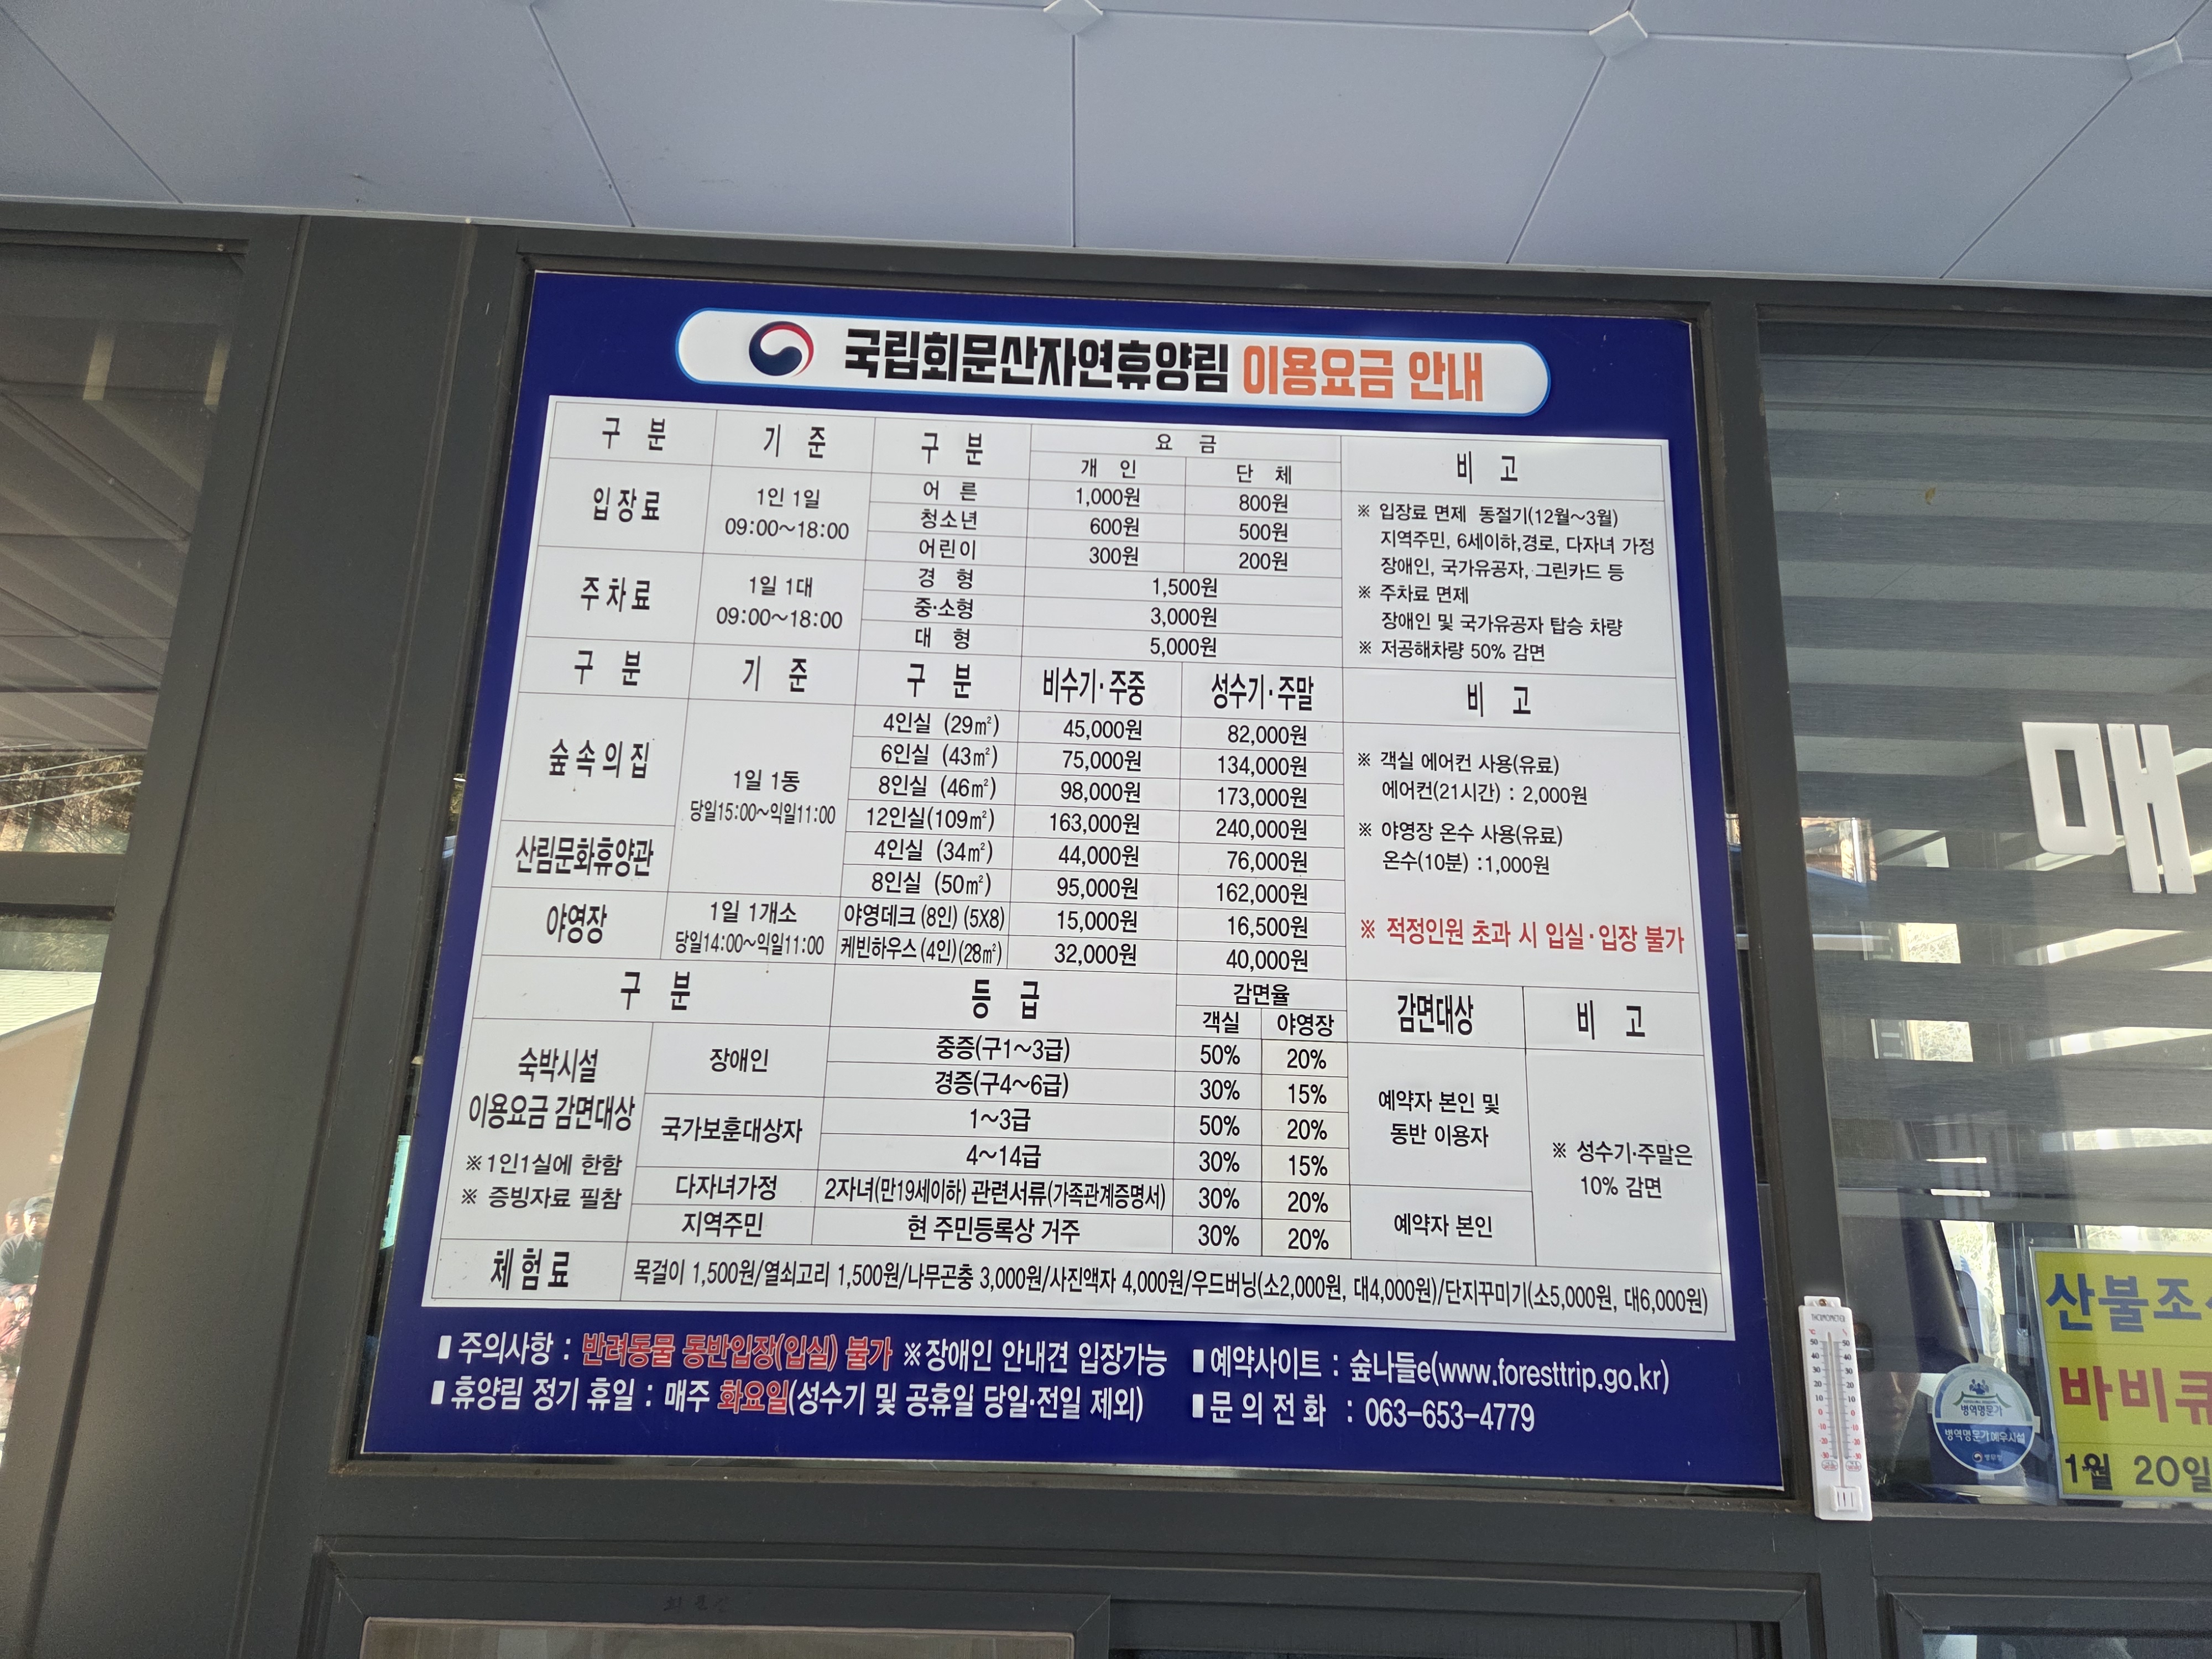 국립회문산자연휴양림 이용요금 안내
구 분 기 준 구 분 요 금 비 고
개 인 단 체
입장료 1인 1일 09:00~18:00
어 른 1,000원 800원
청소년 600원 500원
어린이 300원 200원
※ 입장료 면제 동절기(12월~3월)
지역주민, 6세이하,경로, 다자녀 가정
장애인, 국가유공자, 그린카드 등
주차료 1일 1대 09:00~18:00
경 형 1,500원
중·소형 3,000원
대 형 5,000원
※ 주차료 면제
장애인 및 국가유공자 탑승 차량
※ 저공해차량 50% 감면
구 분 기 준 구 분 비수기·주중 성수기·주말 비 고
숲속의집 1일 1동
당일15:00~익일11:00
4인실 (29㎡) 45,000원 82,000원
6인실 (43㎡) 75,000원 134,000원
8인실 (46㎡) 98,000원 173,000원
12인실(109㎡) 163,000원 240,000원
산림문화휴양관
4인실 (34㎡) 44,000원 76,000원
8인실 (50㎡) 95,000원 162,000원
야영장 1일 1개소
당일14:00~익일11:00
야영데크 (8인) (5X8) 15,000원 16,500원
케빈하우스 (4인)(28㎡) 32,000원 40,000원
※ 객실 에어컨 사용(유료)
에어컨(21시간) : 2,000원
※ 야영장 온수 사용(유료)
온수(10분) :1,000원
※ 적정인원 초과 시 입실·입장 불가
구 분 등 급 감면율 감면대상 비 고
객실 야영장
숙박시설
이용요금 감면대상
※1인1실에 한함
※ 증빙자료 필참
장애인 중증(구1~3급) 50% 20%
경증(구4~6급) 30% 15%
국가보훈대상자 1~3급 50% 20%
4~14급 30% 15%
예약자 본인 및
동반 이용자
다자녀가정 2자녀(만19세이하) 관련서류(가족관계증명서) 30% 20%
지역주민 현 주민등록상 거주 30% 20%
예약자 본인
※ 성수기·주말은
10% 감면
체험료 목걸이 1,500원/열쇠고리 1,500원/나무곤충 3,000원/사진액자 4,000원/우드버닝(소2,000원, 대4,000원)/단지꾸미기(소5,000원, 대6,000원)
주의사항 : 반려동물 동반입장(입실) 불가 ※장애인 안내견 입장가능
예약사이트 : 숲나들e(www.foresttrip.go.kr)
휴양림 정기 휴일 : 매주 화요일(성수기 및 공휴일 당일·전일 제외)
문의전화 : 063-653-4779
매
산불조
바비큐
1월 20일
THERMOMETER
병역명문가
병역명문가예우시설
병무청